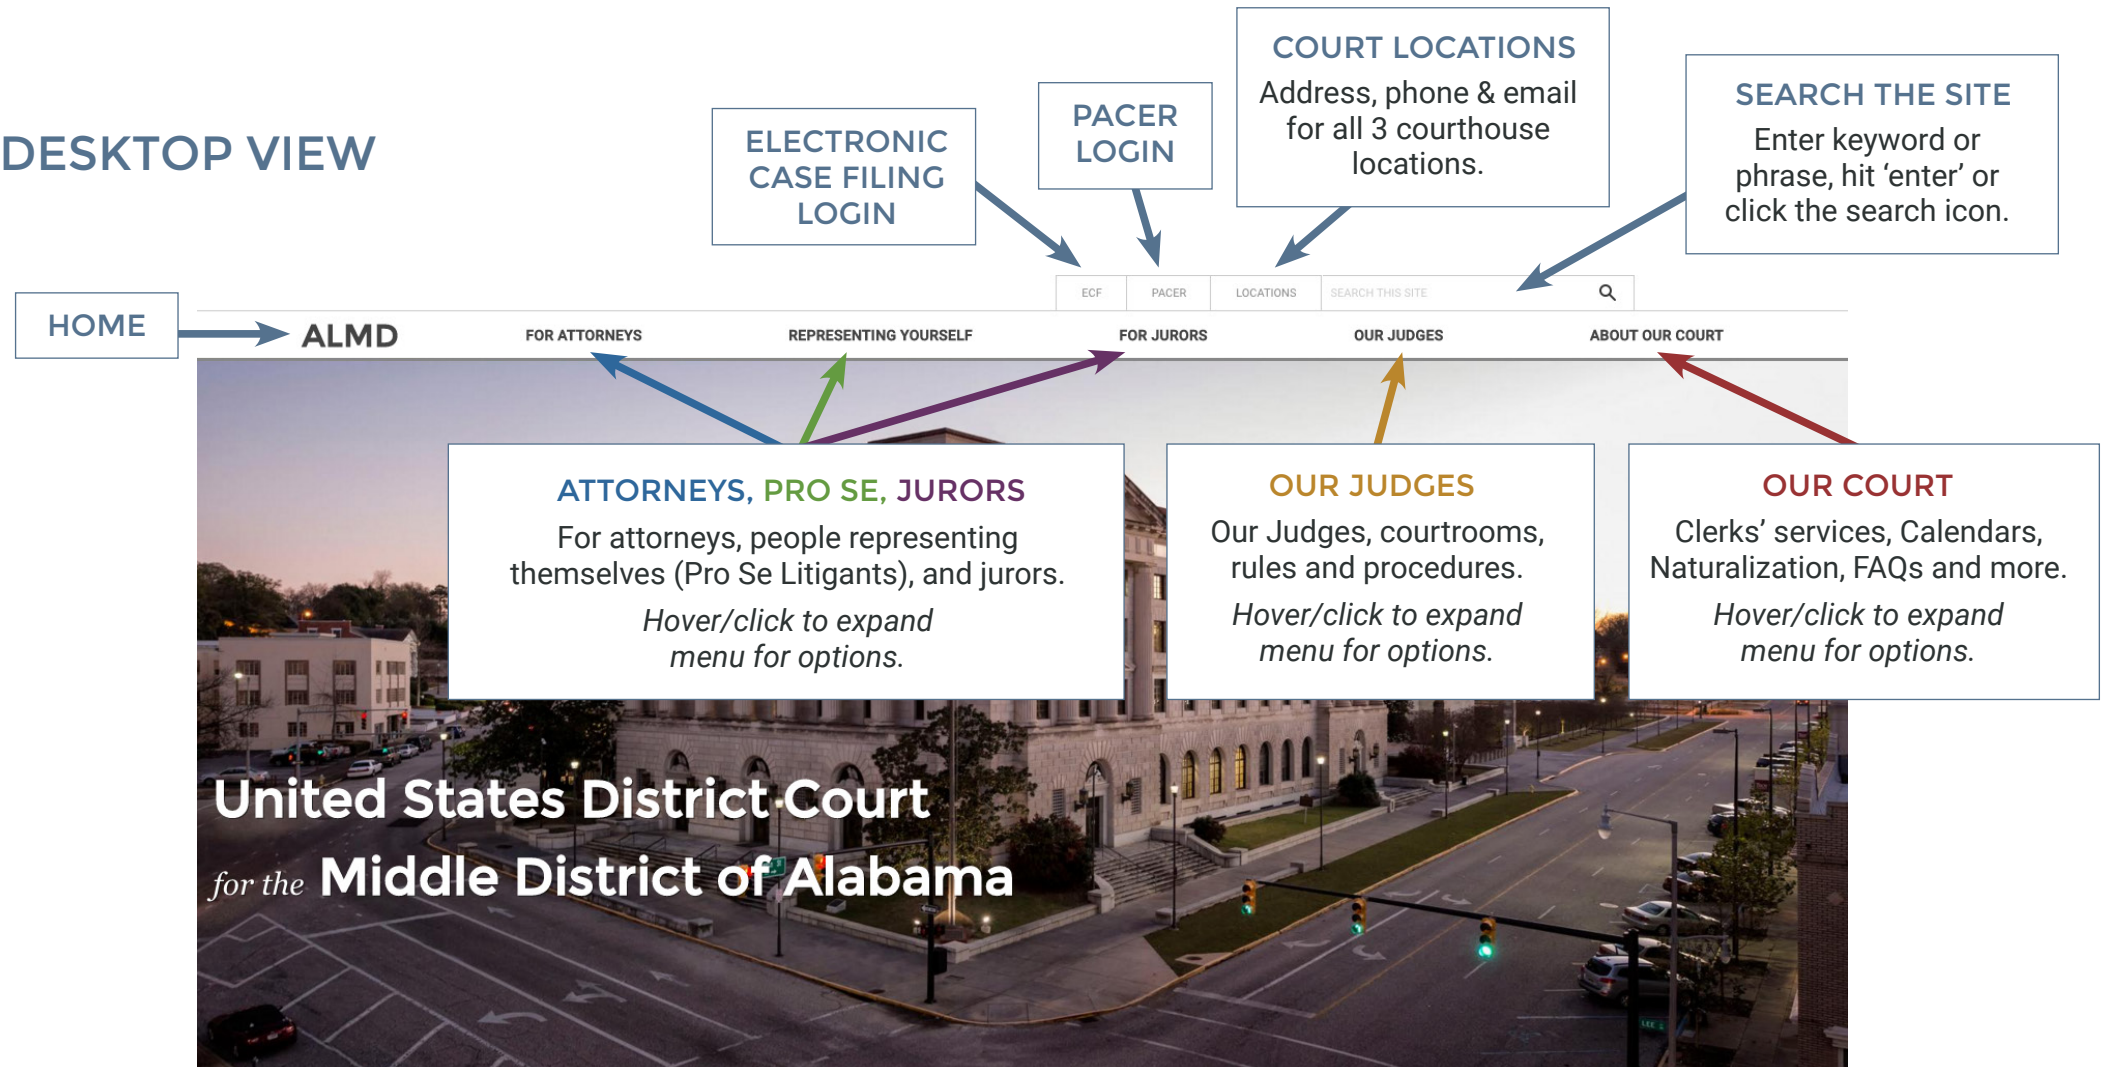 DESKTOP VIEW
ELECTRONIC
CASE FILING
LOGIN
PACER
LOGIN
COURT LOCATIONS
Address, phone & email
for all 3 courthouse
locations.
SEARCH THE SITE
Enter keyword or
phrase, hit ‘enter’ or
click the search icon.
HOME
ECF
PACER
LOCATIONS
SEARCH THIS SITE
ALMD
FOR ATTORNEYS
REPRESENTING YOURSELF
FOR JURORS
OUR JUDGES
ABOUT OUR COURT
ATTORNEYS, PRO SE, JURORS
For attorneys, people representing
themselves (Pro Se Litigants), and jurors.
Hover/click to expand
menu for options.
OUR JUDGES
Our Judges, courtrooms,
rules and procedures.
Hover/click to expand
menu for options.
OUR COURT
Clerks’ services, Calendars,
Naturalization, FAQs and more.
Hover/click to expand
menu for options.
United States District Court
for the Middle District of Alabama
LEE